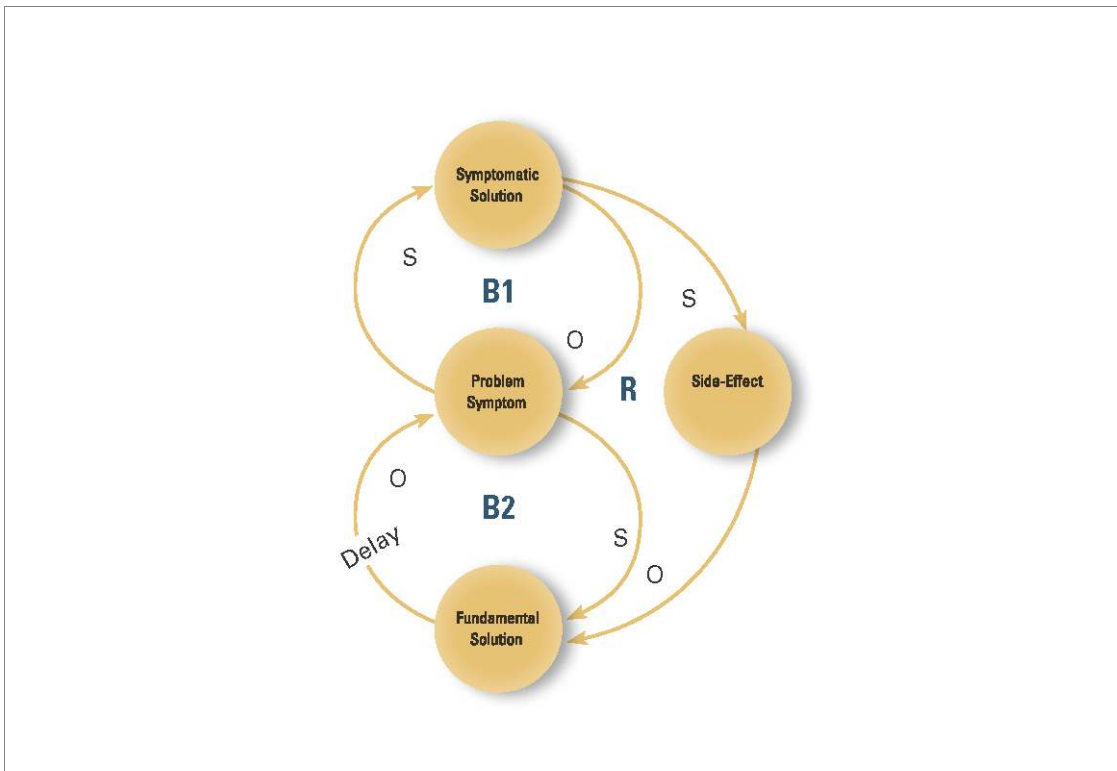 Symptomatic
Solution
S
B1
S
O
Problem
Symptom
R
Side-Effect
O
B2
Delay
S
O
Fundamental
Solution